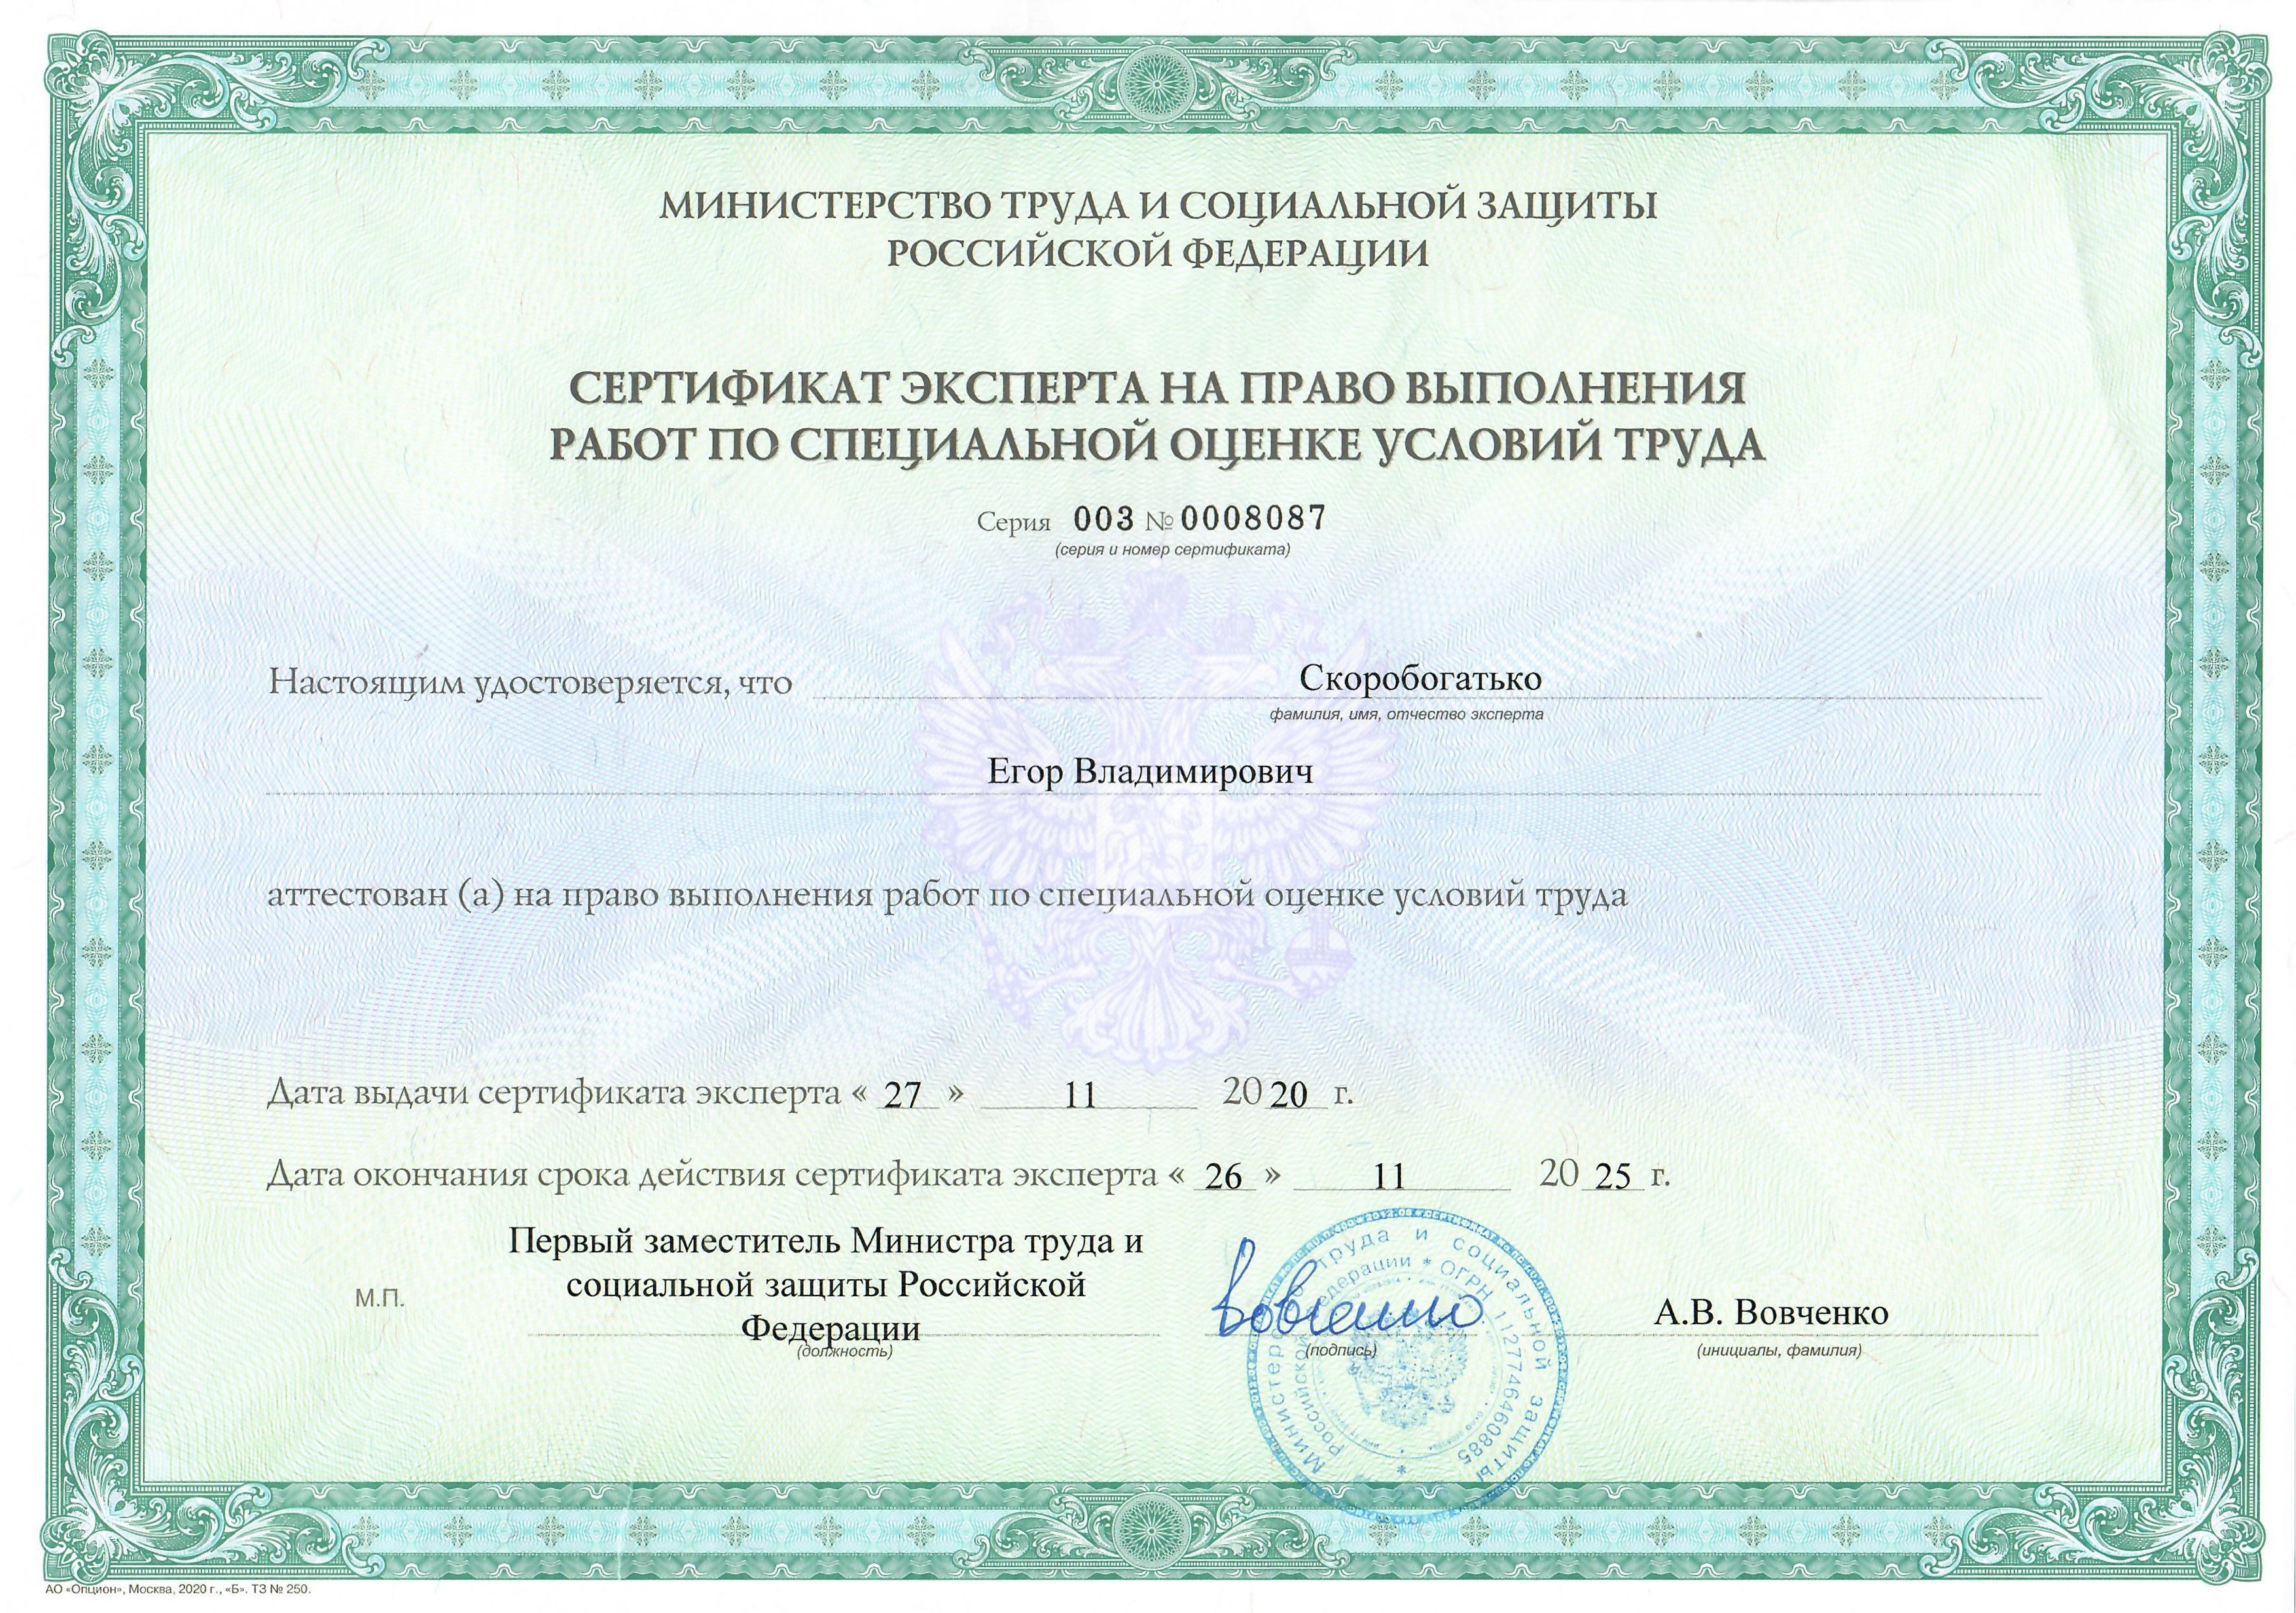 МИНИСТЕРСТВО ТРУДА И СОЦИАЛЬНОЙ ЗАЩИТЫ
РОССИЙСКОЙ ФЕДЕРАЦИИ
СЕРТИФИКАТ ЭКСПЕРТА НА ПРАВО ВЫПОЛНЕНИЯ
РАБОТ ПО СПЕЦИАЛЬНОЙ ОЦЕНКЕ УСЛОВИЙ ТРУДА
Серия 003 № 0008087
(серия и номер сертификата)
Настоящим удостоверяется, что Скоробогатько
фамилия, имя, отчество эксперта
Егор Владимирович
аттестован (а) на право выполнения работ по специальной оценке условий труда
Дата выдачи сертификата эксперта « 27 » 11 20 20 г.
Дата окончания срока действия сертификата эксперта « 26 » 11 20 25 г.
Первый заместитель Министра труда и
социальной защиты Российской
Федерации
(должность)
М.П.
Вовченко
(подпись)
А.В. Вовченко
(инициалы, фамилия)
Министерство труда и социальной защиты
Российской Федерации * ОГРН 1127746460885
АО «Опцион», Москва, 2020 г., «Б». ТЗ № 250.